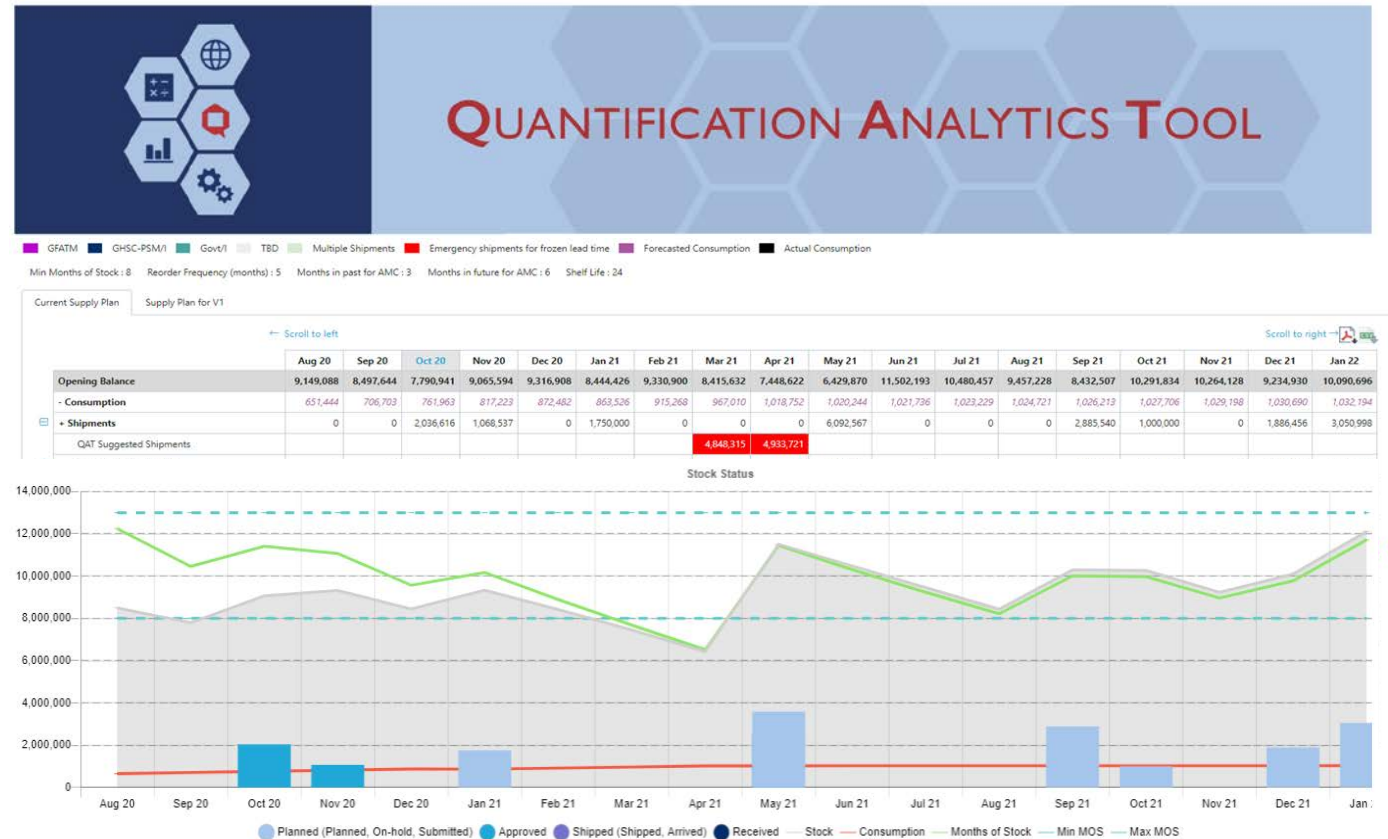 QUANTIFICATION ANALYTICS TOOL
GFATM GHSC-PSM/I Govt/I TBD Multiple Shipments Emergency shipments for frozen lead time Forecasted Consumption Actual Consumption
Min Months of Stock : 8 Reorder Frequency (months) : 5 Months in past for AMC : 3 Months in future for AMC : 6 Shelf Life : 24
Current Supply Plan Supply Plan for V1
← Scroll to left Scroll to right →
Aug 20 Sep 20 Oct 20 Nov 20 Dec 20 Jan 21 Feb 21 Mar 21 Apr 21 May 21 Jun 21 Jul 21 Aug 21 Sep 21 Oct 21 Nov 21 Dec 21 Jan 22
Opening Balance 9,149,088 8,497,644 7,790,941 9,065,594 9,316,908 8,444,426 9,330,900 8,415,632 7,448,622 6,429,870 11,502,193 10,480,457 9,457,228 8,432,507 10,291,834 10,264,128 9,234,930 10,090,696
- Consumption 651,444 706,703 761,963 817,223 872,482 863,526 915,268 967,010 1,018,752 1,020,244 1,021,736 1,023,229 1,024,721 1,026,213 1,027,706 1,029,198 1,030,690 1,032,194
+ Shipments 0 0 2,036,616 1,068,537 0 1,750,000 0 0 0 6,092,567 0 0 0 2,885,540 1,000,000 0 1,886,456 3,050,998
QAT Suggested Shipments 4,848,315 4,933,721
Stock Status
14,000,000
12,000,000
10,000,000
8,000,000
6,000,000
4,000,000
2,000,000
0
Aug 20 Sep 20 Oct 20 Nov 20 Dec 20 Jan 21 Feb 21 Mar 21 Apr 21 May 21 Jun 21 Jul 21 Aug 21 Sep 21 Oct 21 Nov 21 Dec 21 Jan
Planned (Planned, On-hold, Submitted) Approved Shipped (Shipped, Arrived) Received Stock Consumption Months of Stock Min MOS Max MOS